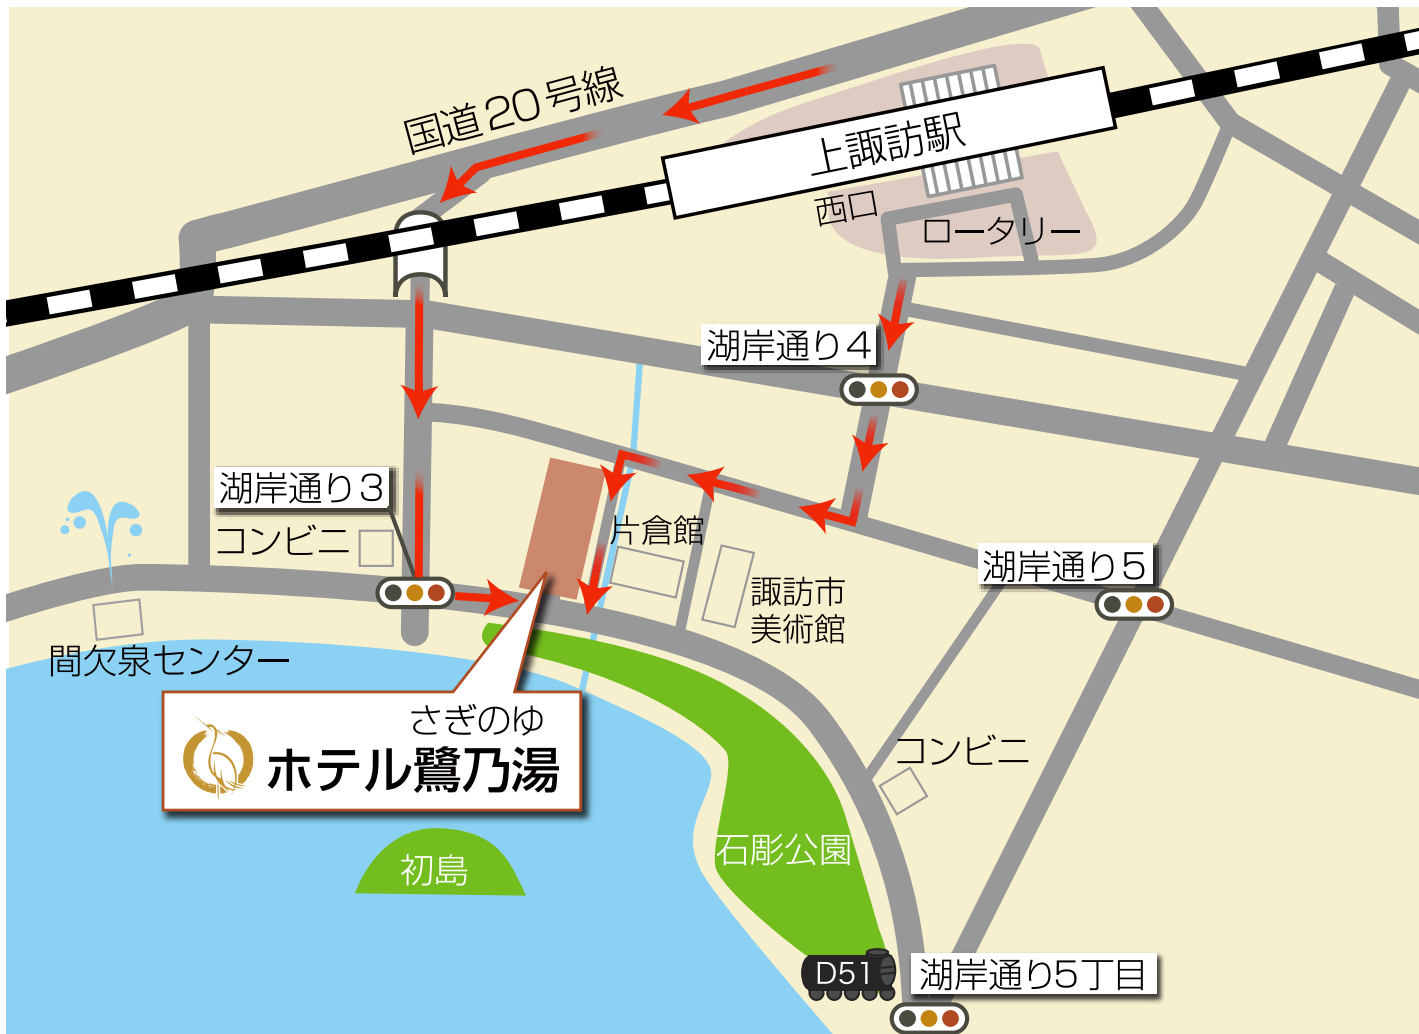 国道20号線
上諏訪駅
西口
ロータリー
湖岸通り4
湖岸通り3
コンビニ
片倉館
諏訪市
美術館
湖岸通り5
間欠泉センター
さぎのゆ
ホテル鷺乃湯
コンビニ
石彫公園
初島
D51
湖岸通り5丁目